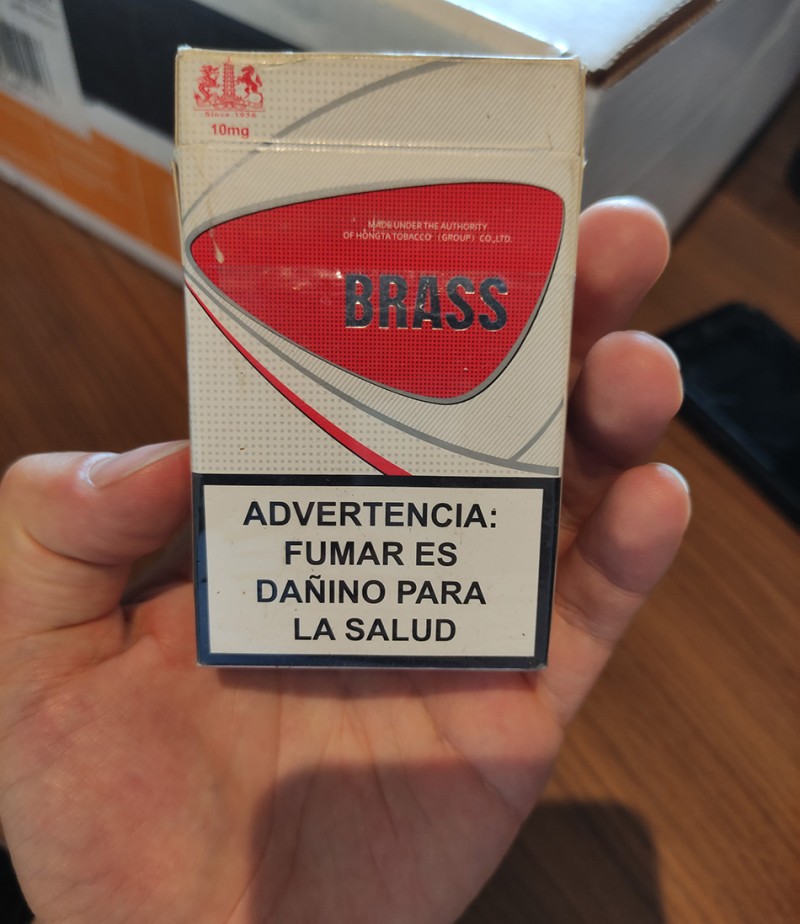 Since 1956
10mg
MADE UNDER THE AUTHORITY
OF HONGTA TOBACCO (GROUP) CO.,LTD.
BRASS
ADVERTENCIA:
FUMAR ES
DAÑINO PARA
LA SALUD